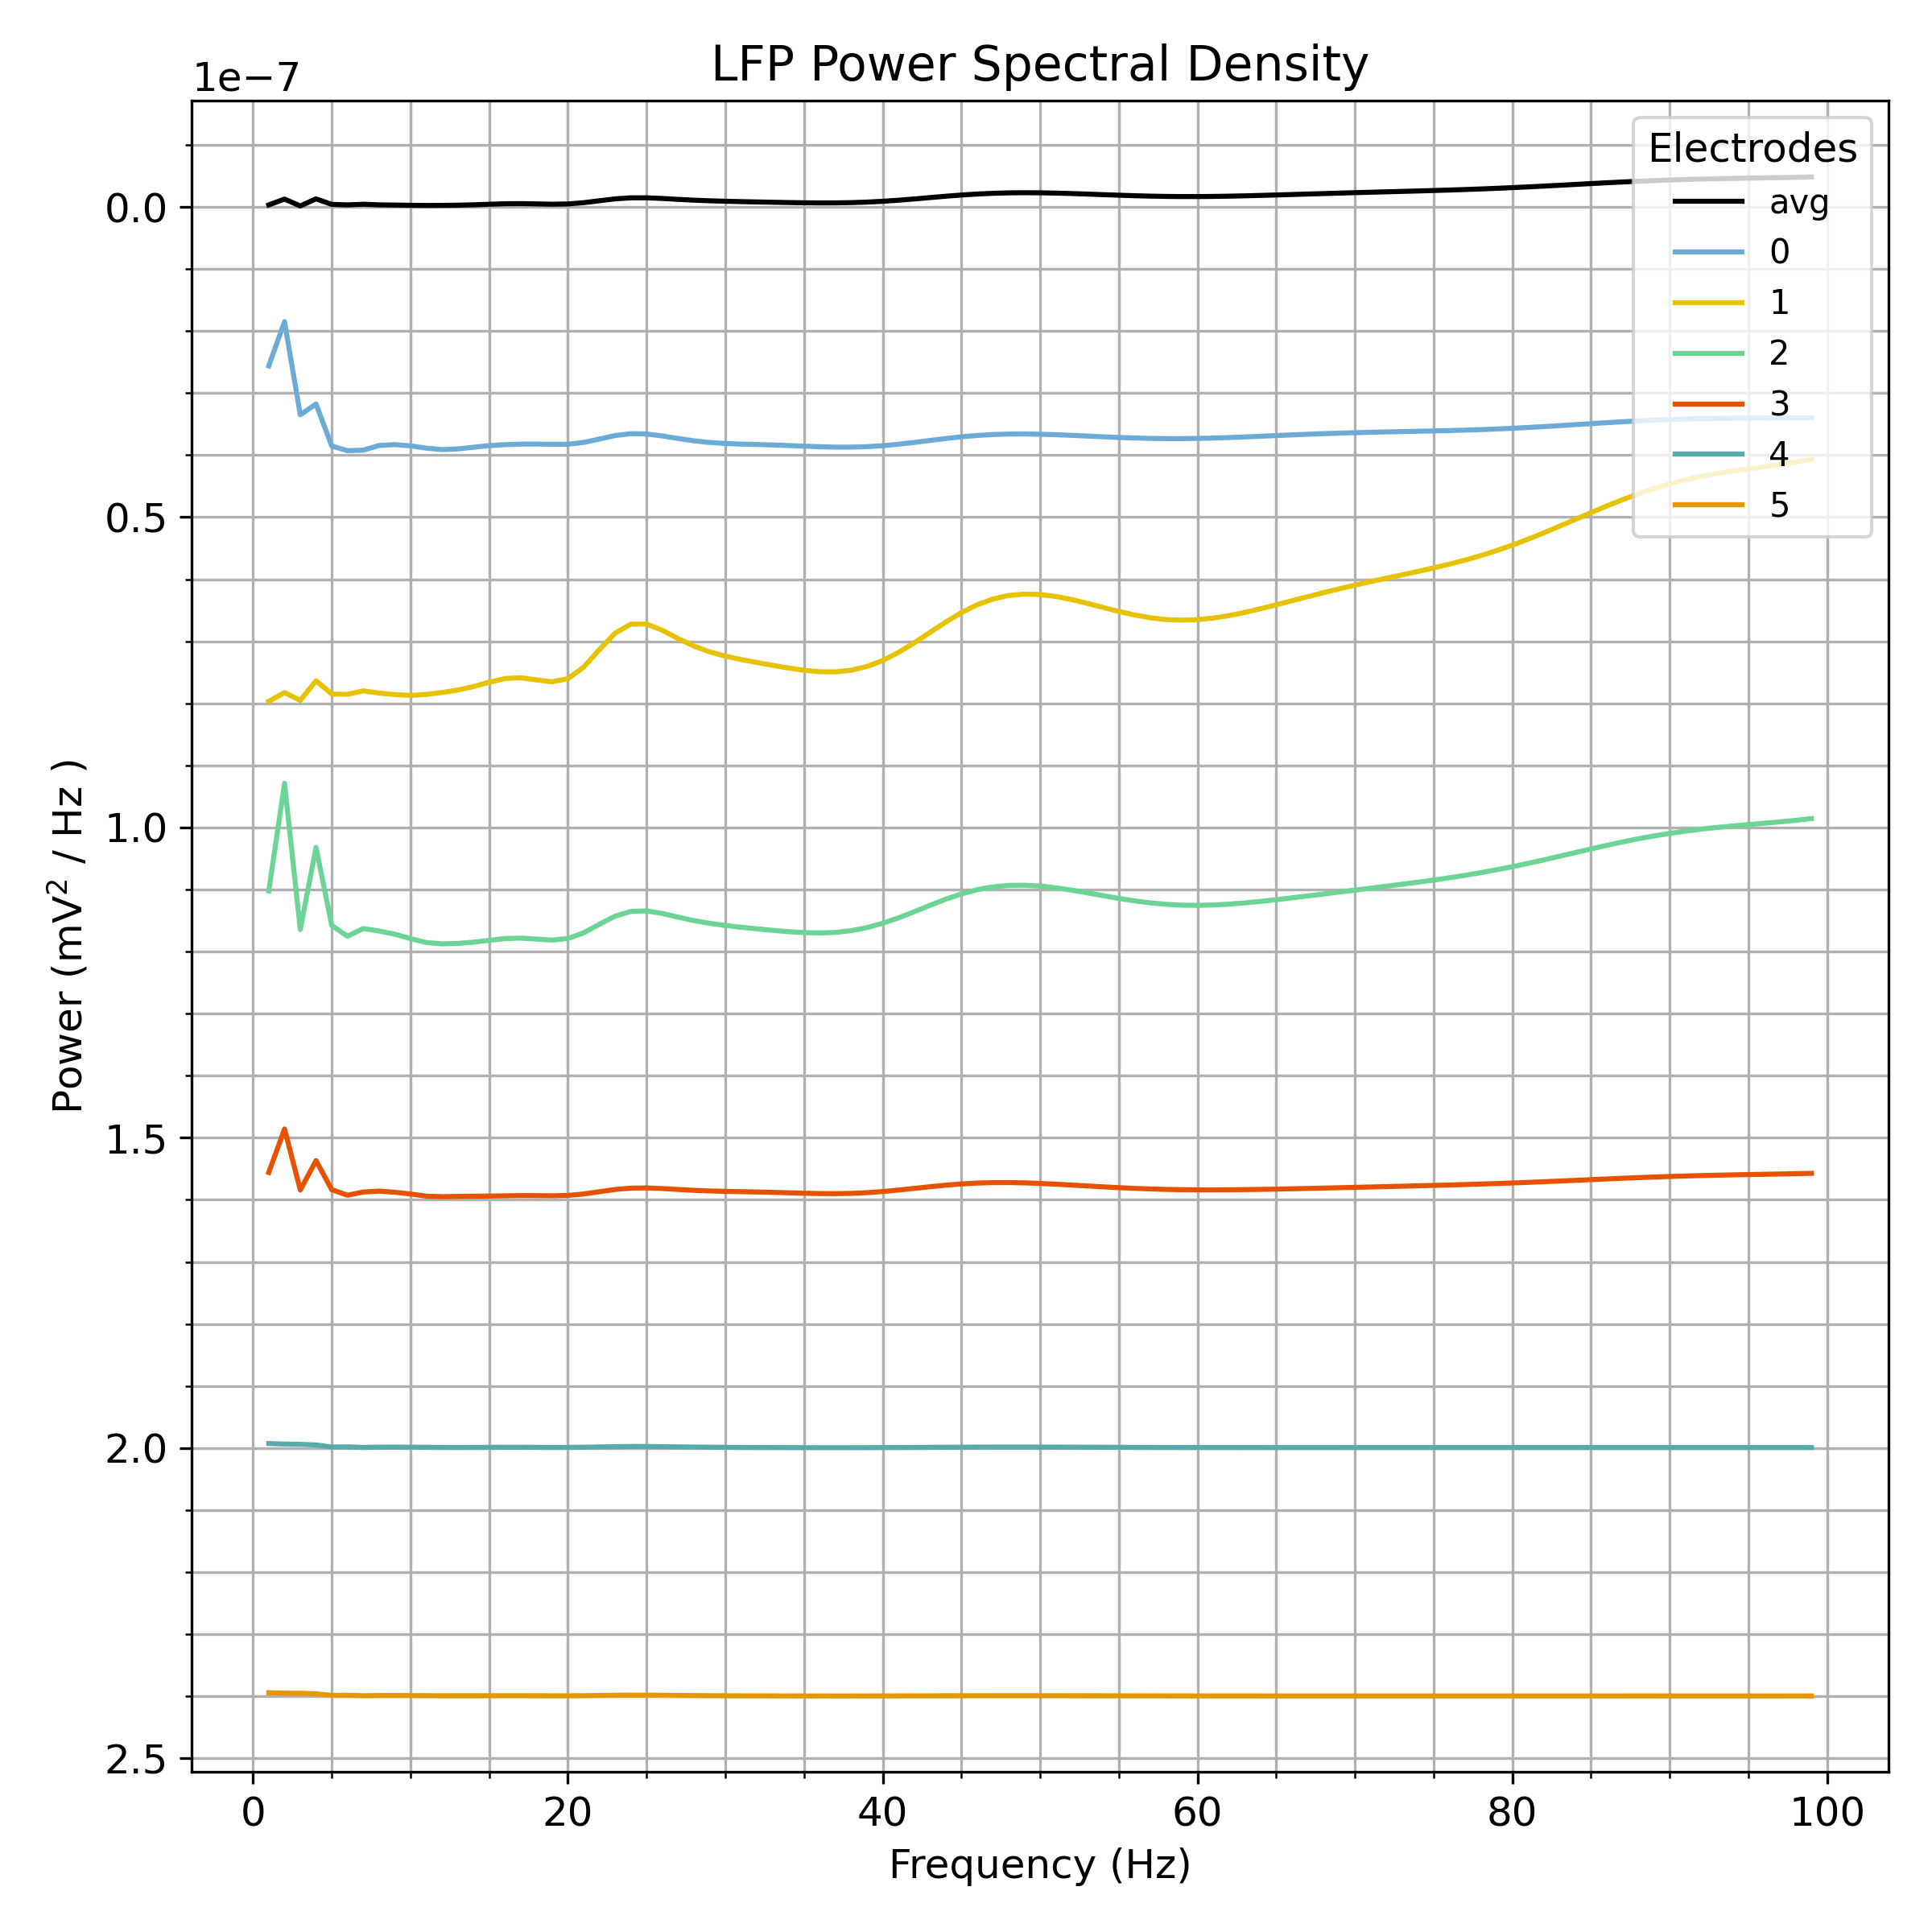 LFP Power Spectral Density
1e−7
0.0
0.5
1.0
1.5
2.0
2.5
Power (mV² / Hz )
0 20 40 60 80 100
Frequency (Hz)
Electrodes
avg
0
1
2
3
4
5